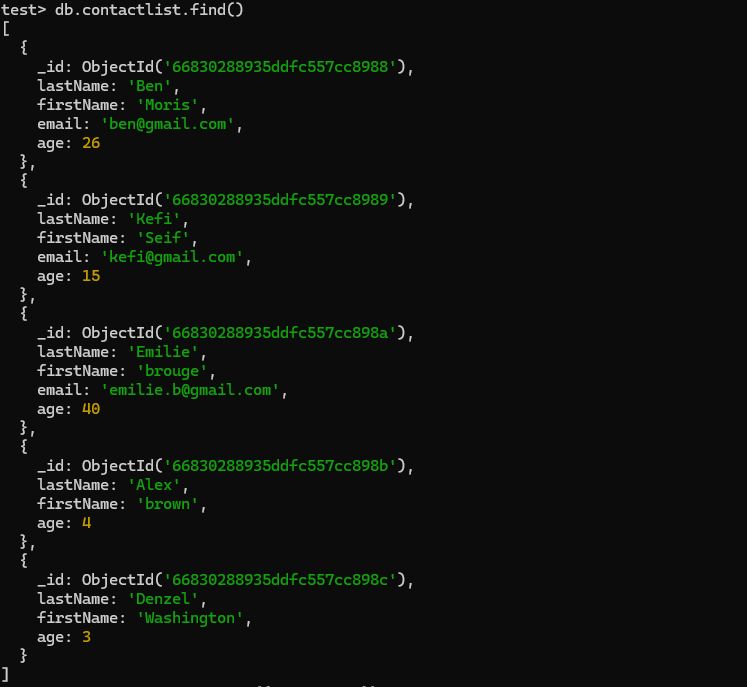 test> db.contactlist.find()
[
  {
    _id: ObjectId('66830288935ddfc557cc8988'),
    lastName: 'Ben',
    firstName: 'Moris',
    email: 'ben@gmail.com',
    age: 26
  },
  {
    _id: ObjectId('66830288935ddfc557cc8989'),
    lastName: 'Kefi',
    firstName: 'Seif',
    email: 'kefi@gmail.com',
    age: 15
  },
  {
    _id: ObjectId('66830288935ddfc557cc898a'),
    lastName: 'Emilie',
    firstName: 'brouge',
    email: 'emilie.b@gmail.com',
    age: 40
  },
  {
    _id: ObjectId('66830288935ddfc557cc898b'),
    lastName: 'Alex',
    firstName: 'brown',
    age: 4
  },
  {
    _id: ObjectId('66830288935ddfc557cc898c'),
    lastName: 'Denzel',
    firstName: 'Washington',
    age: 3
  }
]